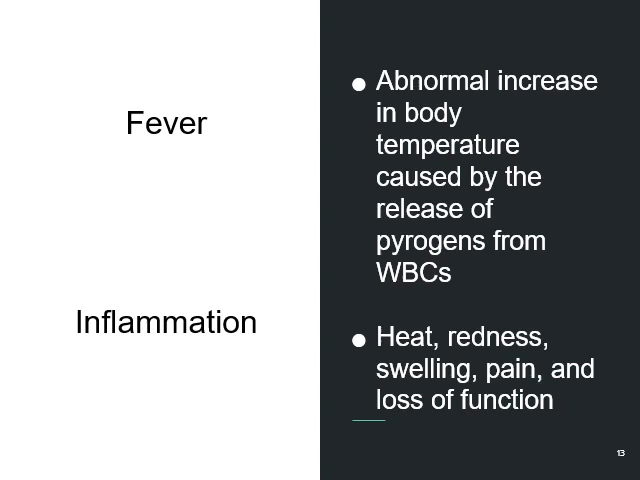 Fever
● Abnormal increase
in body
temperature
caused by the
release of
pyrogens from
WBCs
Inflammation
● Heat, redness,
swelling, pain, and
loss of function
13